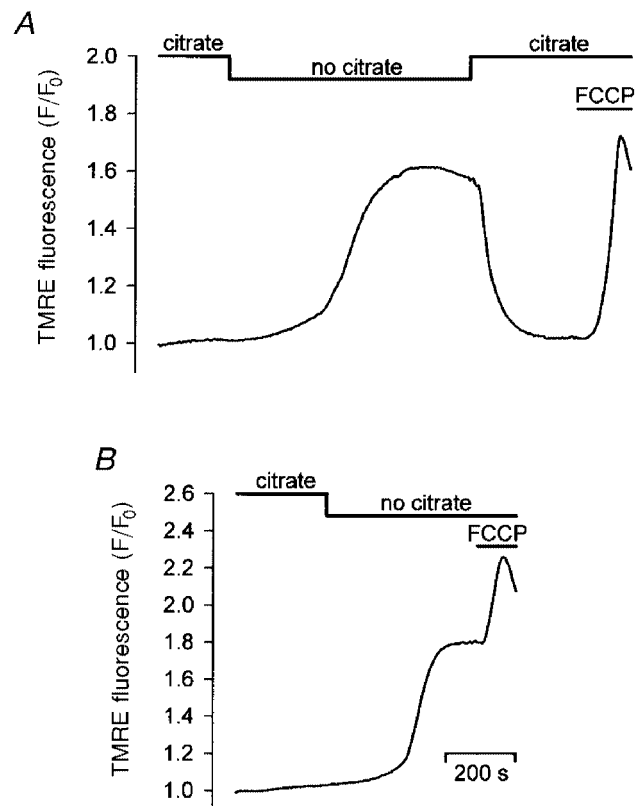 A
citrate
no citrate
citrate
FCCP
TMRE fluorescence (F/F0)
2.0
1.8
1.6
1.4
1.2
1.0
B
citrate
no citrate
FCCP
TMRE fluorescence (F/F0)
2.6
2.4
2.2
2.0
1.8
1.6
1.4
1.2
1.0
200 s